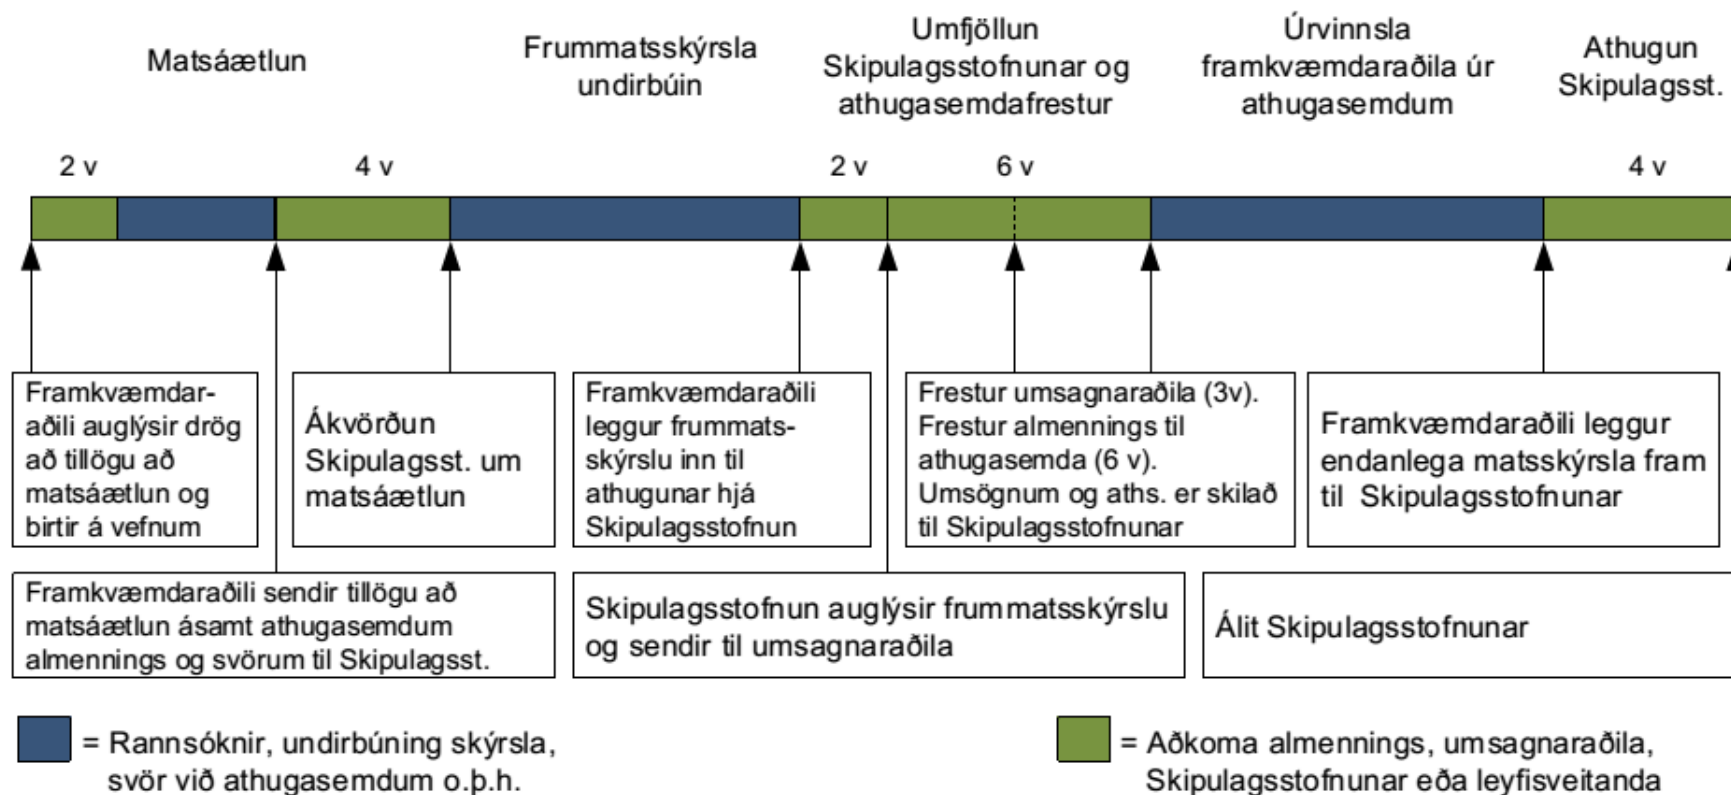 Matsáætlun
Frummatsskýrsla
undirbúin
Umfjöllun
Skipulagsstofnunar og
athugasemdafrestur
Úrvinnsla
framkvæmdaraðila úr
athugasemdum
Athugun
Skipulagsst.
2 v
4 v
2 v
6 v
4 v
Framkvæmdar-
aðili auglýsir drög
að tillögu að
matsáætlun og
birtir á vefnum
Ákvörðun
Skipulagsst. um
matsáætlun
Framkvæmdaraðili
leggur frummats-
skýrslu inn til
athugunar hjá
Skipulagsstofnun
Frestur umsagnaraðila (3v).
Frestur almennings til
athugasemda (6 v).
Umsögnum og aths. er skilað
til Skipulagsstofnunar
Framkvæmdaraðili leggur
endanlega matsskýrsla fram
til Skipulagsstofnunar
Framkvæmdaraðili sendir tillögu að
matsáætlun ásamt athugasemdum
almennings og svörum til Skipulagsst.
Skipulagsstofnun auglýsir frummatsskýrslu
og sendir til umsagnaraðila
Álit Skipulagsstofnunar
= Rannsóknir, undirbúning skýrsla,
svör við athugasemdum o.þ.h.
= Aðkoma almennings, umsagnaraðila,
Skipulagsstofnunar eða leyfisveitanda